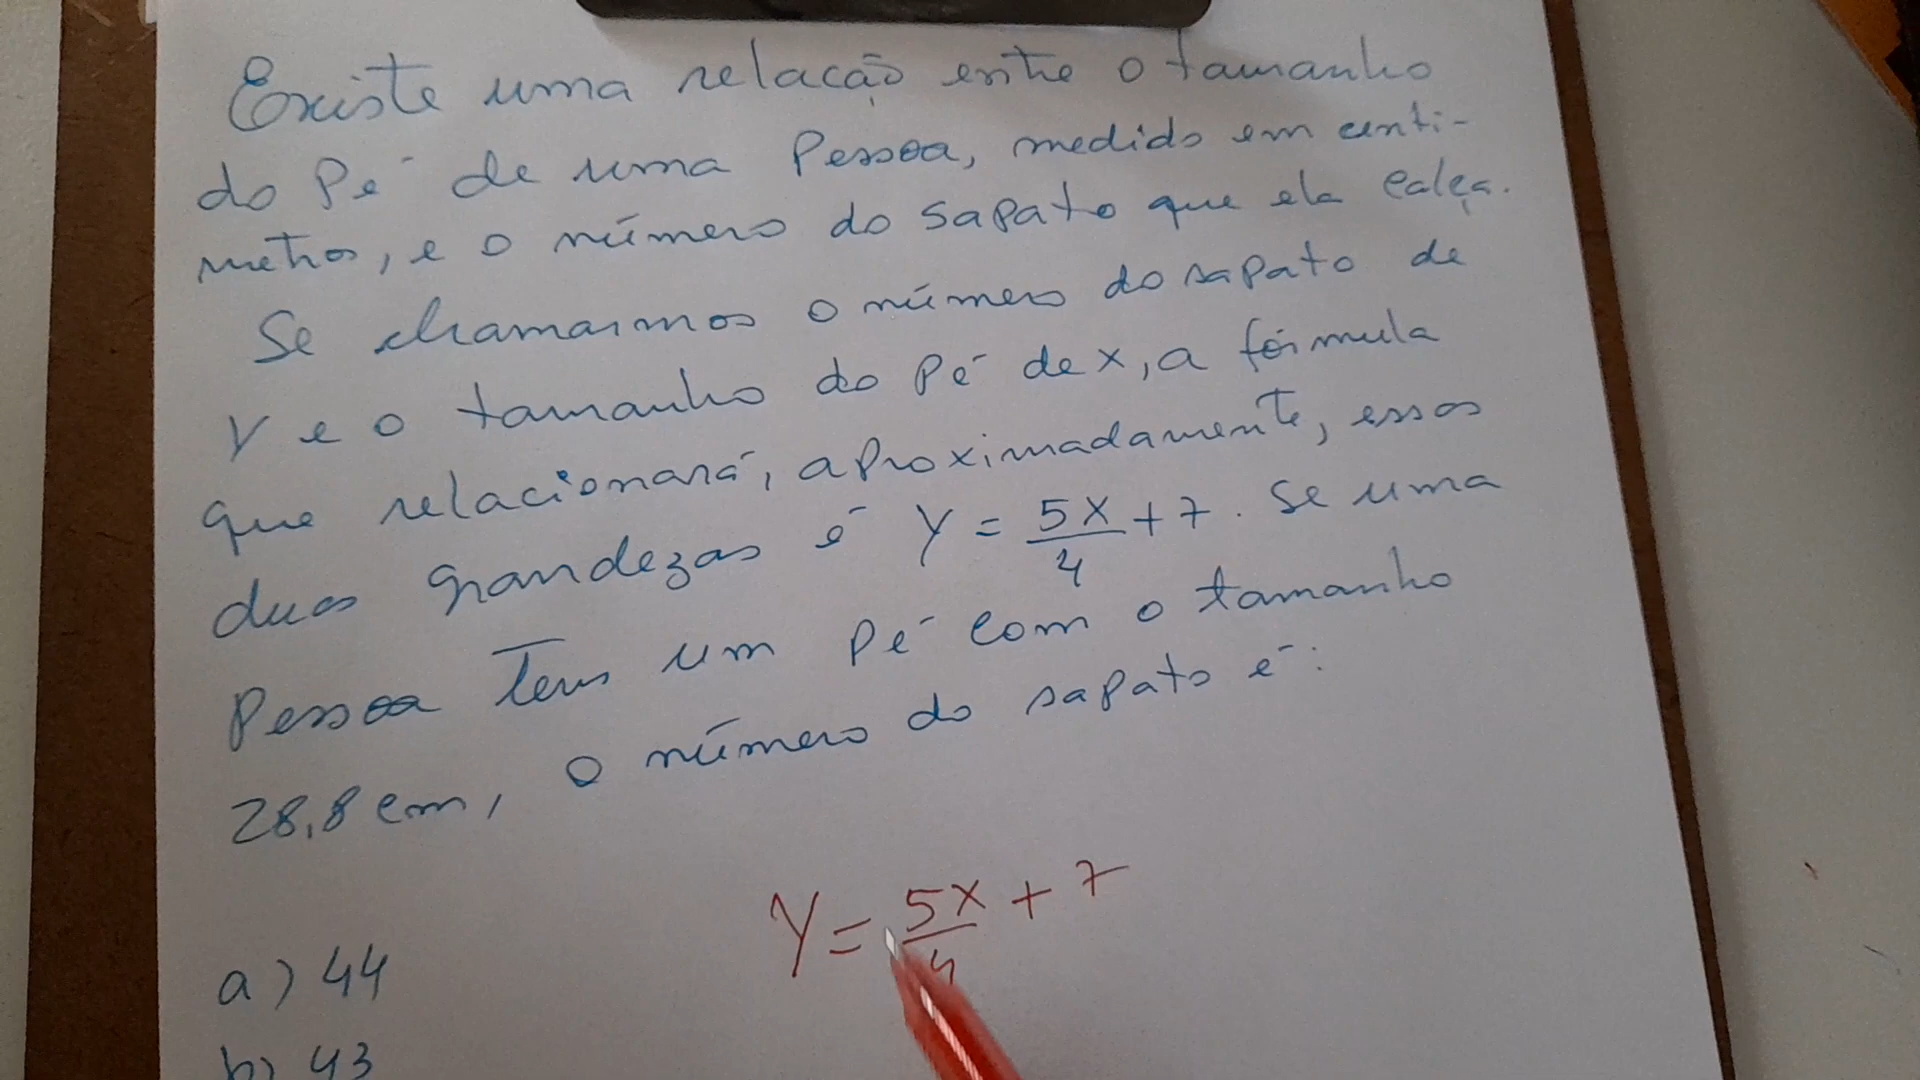 Existe uma relação entre o tamanho
do Pé de uma Pessoa, medido em centí-
metros, e o número do sapato que ela calça.
Se chamarmos o número do sapato de
Y e o tamanho do Pé de x, a fórmula
que relacionará, aproximadamente, essas
duas grandezas é Y = 5X/4 + 7. Se uma
Pessoa tem um Pé com o tamanho
28,8 cm, o número do sapato é:
Y = 5X/4 + 7
a) 44
b) 43